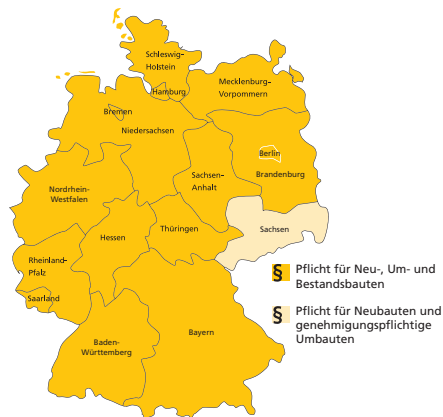 Schleswig-
Holstein
Mecklenburg-
Vorpommern
Hamburg
Bremen
Niedersachsen
Berlin
Brandenburg
Sachsen-
Anhalt
Nordrhein-
Westfalen
Sachsen
Thüringen
Hessen
Rheinland-
Pfalz
Saarland
Bayern
Baden-
Württemberg
§ Pflicht für Neu-, Um- und
Bestandsbauten
§ Pflicht für Neubauten und
genehmigungspflichtige
Umbauten